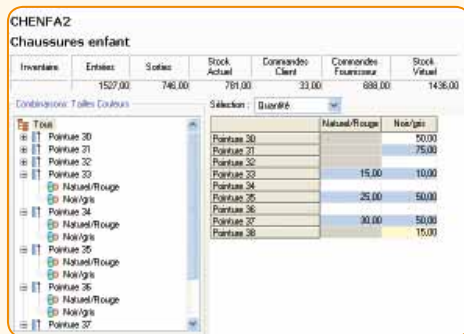 CHENFA2
Chaussures enfant
Inventaire Entrées Sorties Stock Actuel Commandes Client Commandes Fournisseur Stock Virtuel
1527,00 746,00 781,00 33,00 688,00 1436,00
Combinaisons Tailles Couleurs
Sélection : Quantité
Tous
Pointure 30
Pointure 31
Pointure 32
Pointure 33
Naturel/Rouge
Noir/gris
Pointure 34
Naturel/Rouge
Noir/gris
Pointure 35
Naturel/Rouge
Noir/gris
Pointure 36
Naturel/Rouge
Noir/gris
Pointure 37
Naturel/Rouge Noir/gris
Pointure 30 50,00
Pointure 31 75,00
Pointure 32
Pointure 33 15,00 10,00
Pointure 34
Pointure 35 25,00 50,00
Pointure 36
Pointure 37 30,00 50,00
Pointure 38 15,00